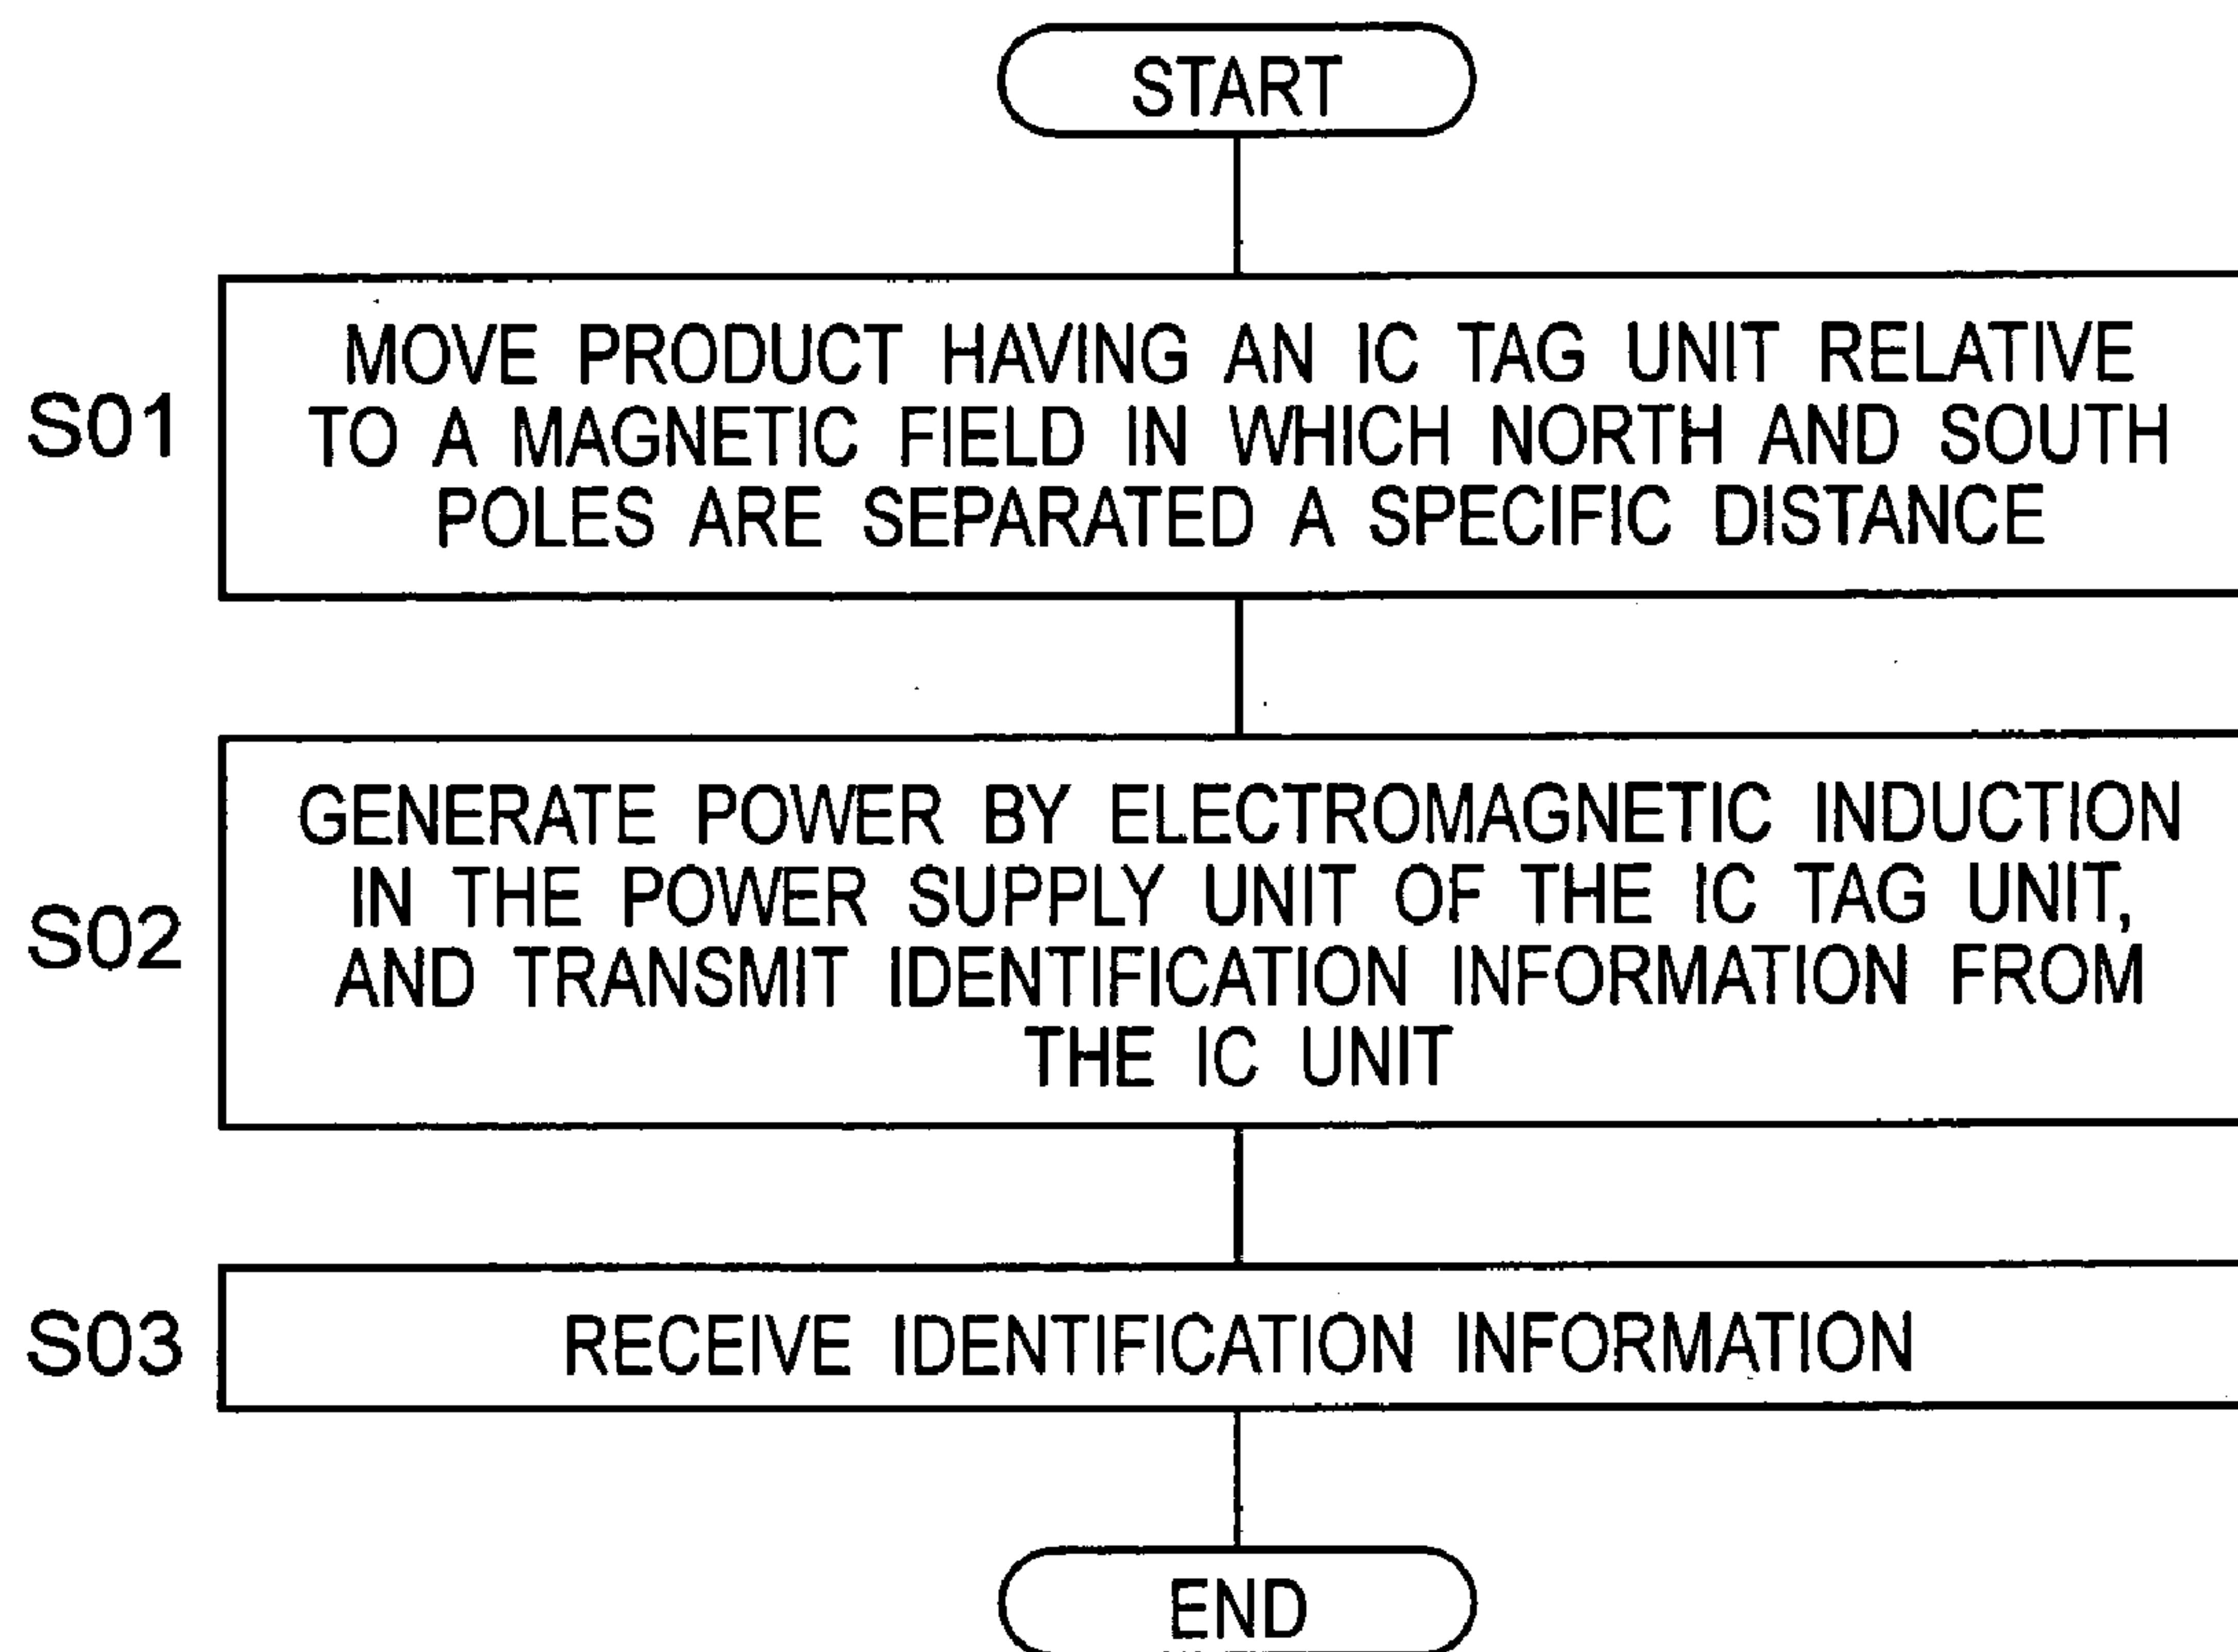 START
S01
MOVE PRODUCT HAVING AN IC TAG UNIT RELATIVE
TO A MAGNETIC FIELD IN WHICH NORTH AND SOUTH
POLES ARE SEPARATED A SPECIFIC DISTANCE
S02
GENERATE POWER BY ELECTROMAGNETIC INDUCTION
IN THE POWER SUPPLY UNIT OF THE IC TAG UNIT,
AND TRANSMIT IDENTIFICATION INFORMATION FROM
THE IC UNIT
S03
RECEIVE IDENTIFICATION INFORMATION
END